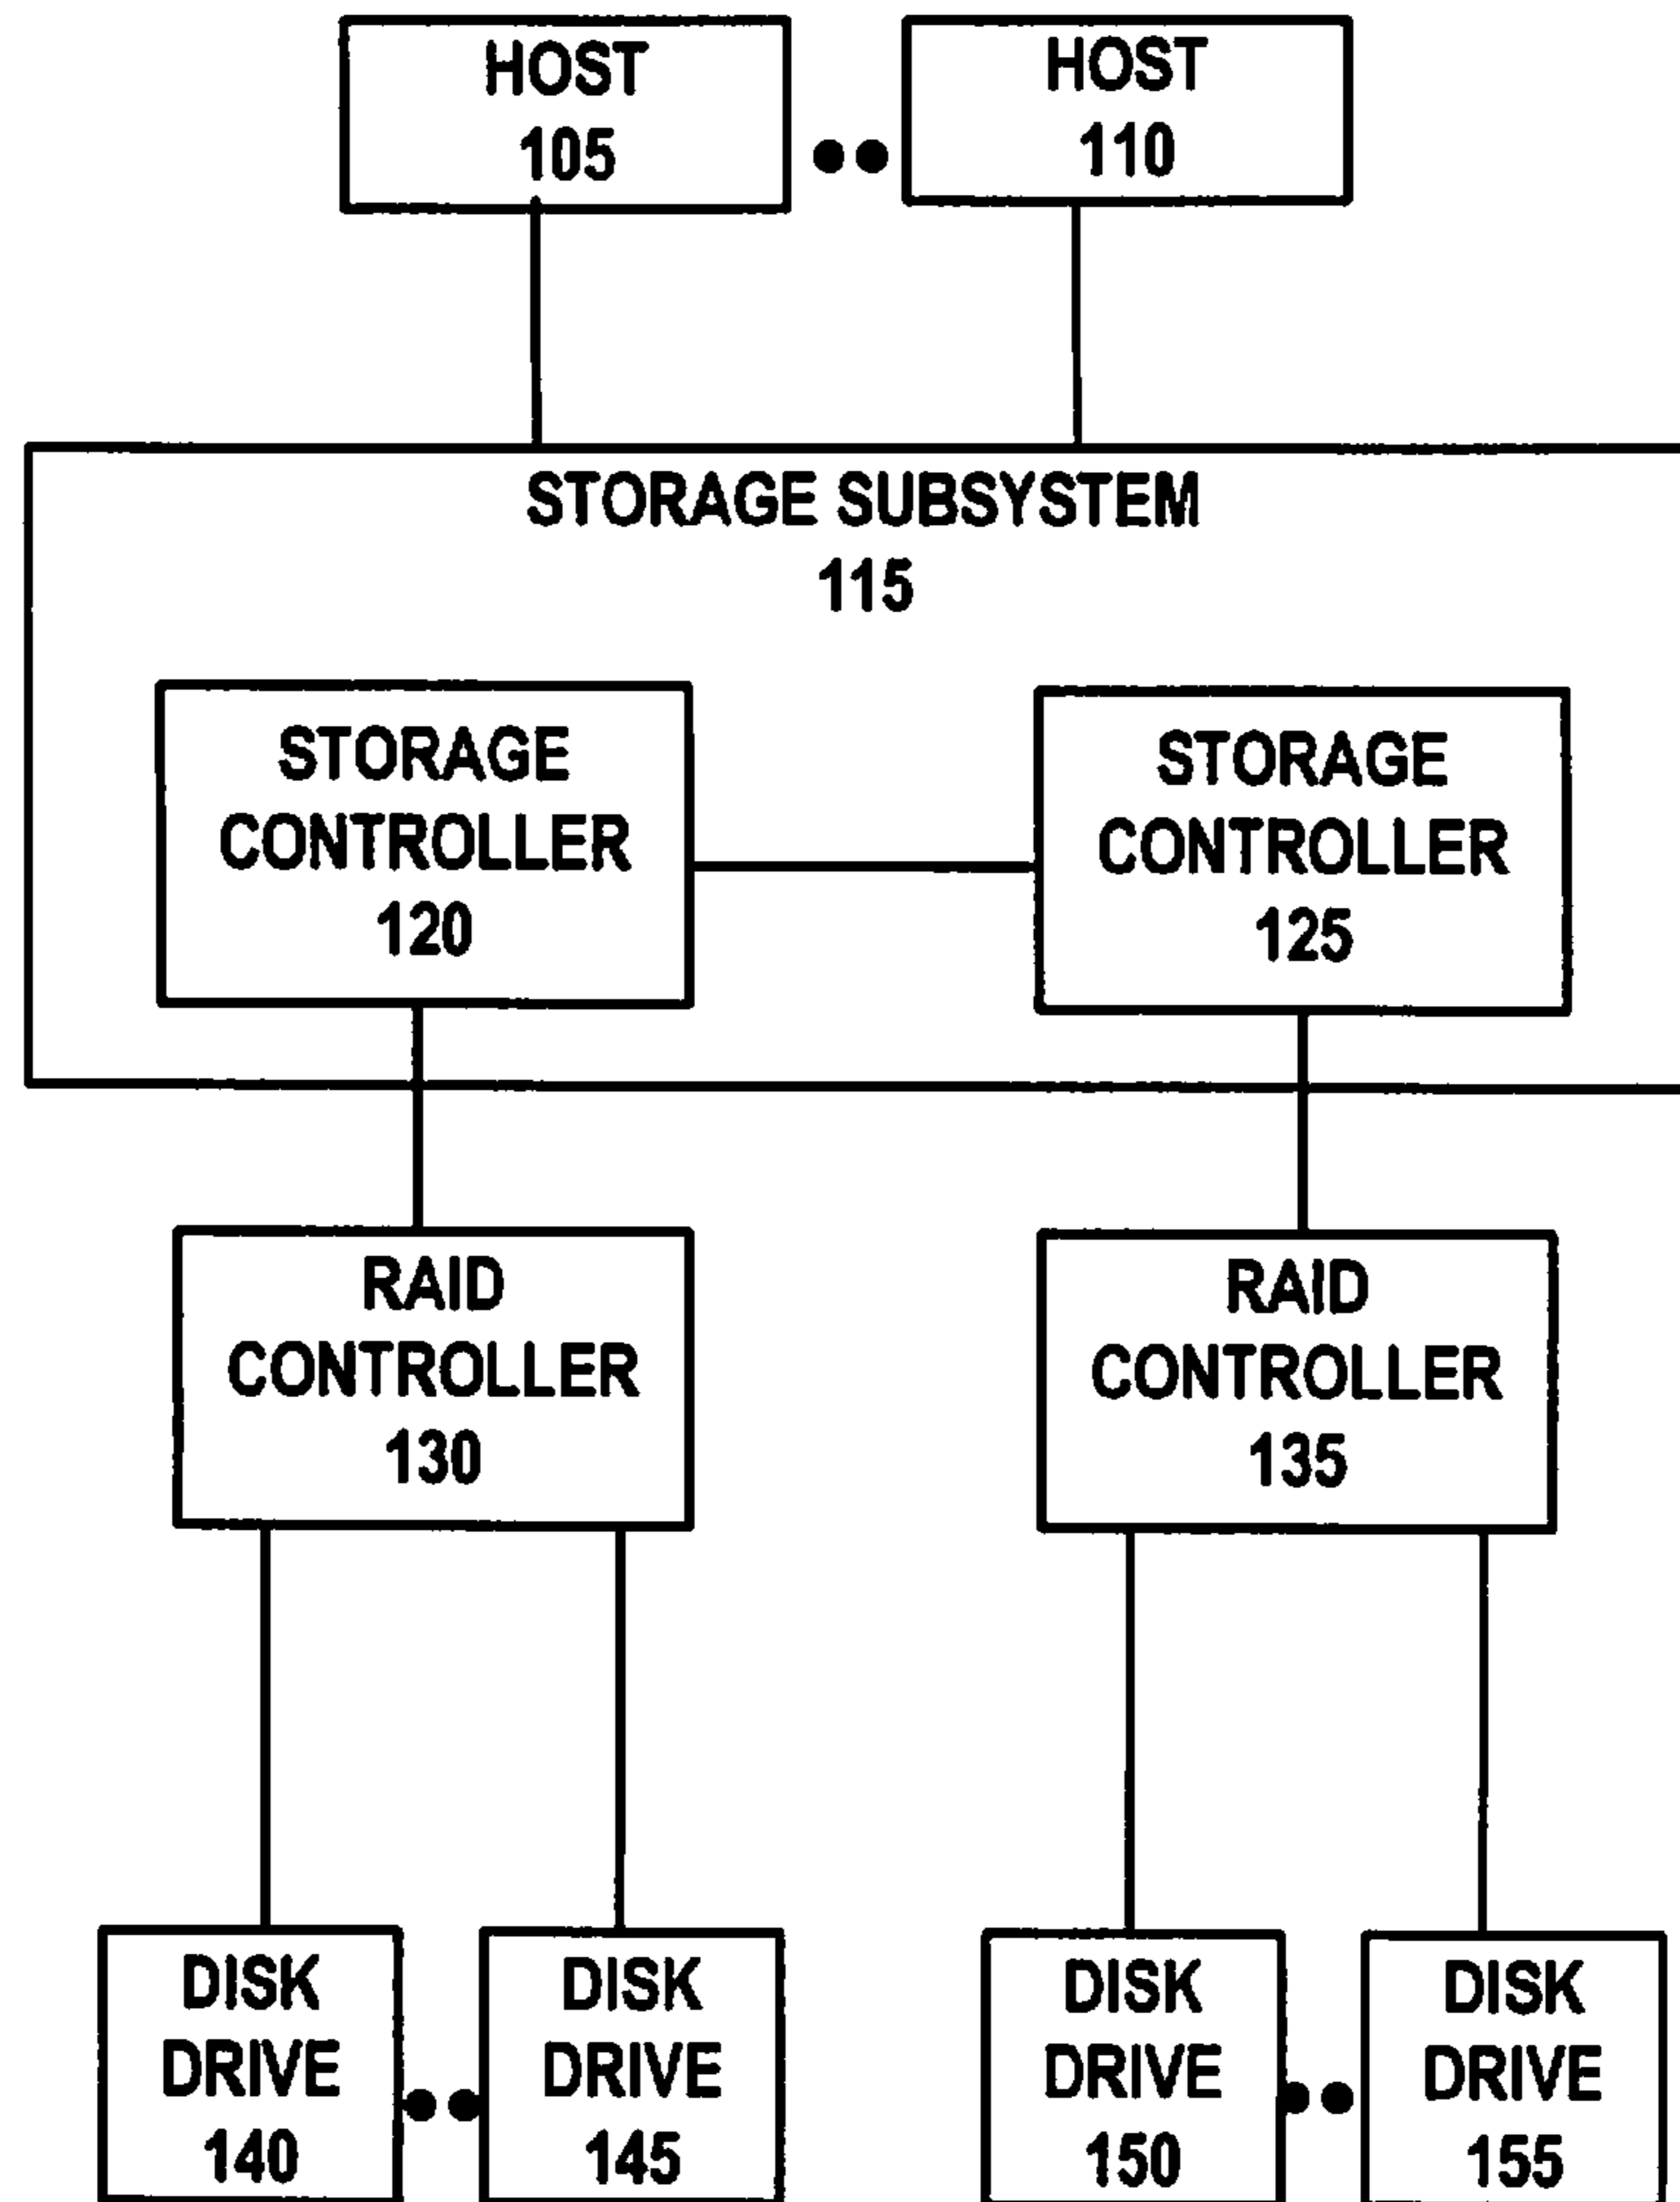 HOST
105
HOST
110
STORAGE SUBSYSTEM
115
STORAGE
CONTROLLER
120
STORAGE
CONTROLLER
125
RAID
CONTROLLER
130
RAID
CONTROLLER
135
DISK
DRIVE
140
DISK
DRIVE
145
DISK
DRIVE
150
DISK
DRIVE
155